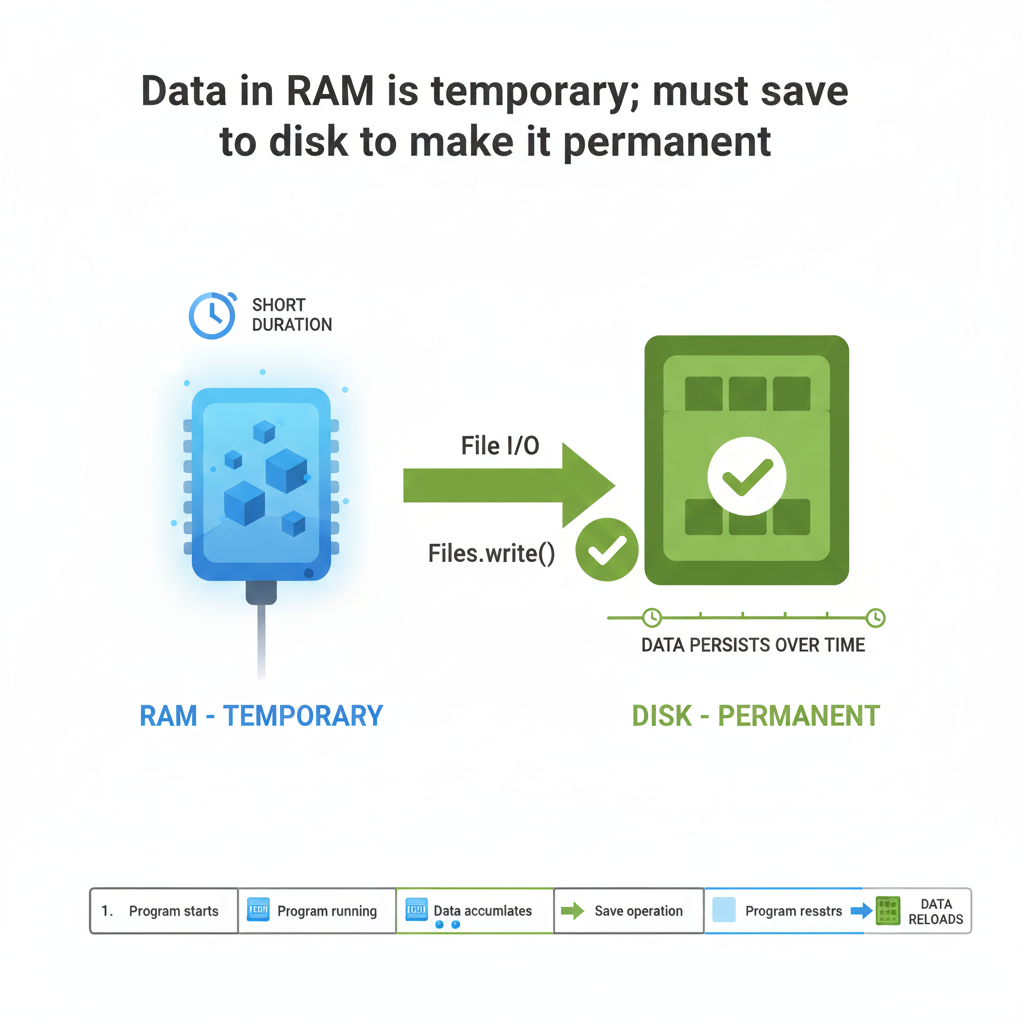 Data in RAM is temporary; must save
to disk to make it permanent
SHORT
DURATION
File I/O
Files.write()
DATA PERSISTS OVER TIME
RAM - TEMPORARY
DISK - PERMANENT
1. Program starts
Program running
Data accumlates
Save operation
Program resstrs
DATA
RELOADS